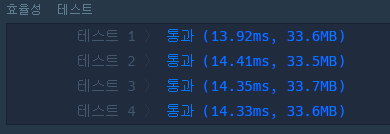 효율성 테스트
테스트 1 〉 통과 (13.92ms, 33.6MB)
테스트 2 〉 통과 (14.41ms, 33.5MB)
테스트 3 〉 통과 (14.35ms, 33.7MB)
테스트 4 〉 통과 (14.33ms, 33.6MB)